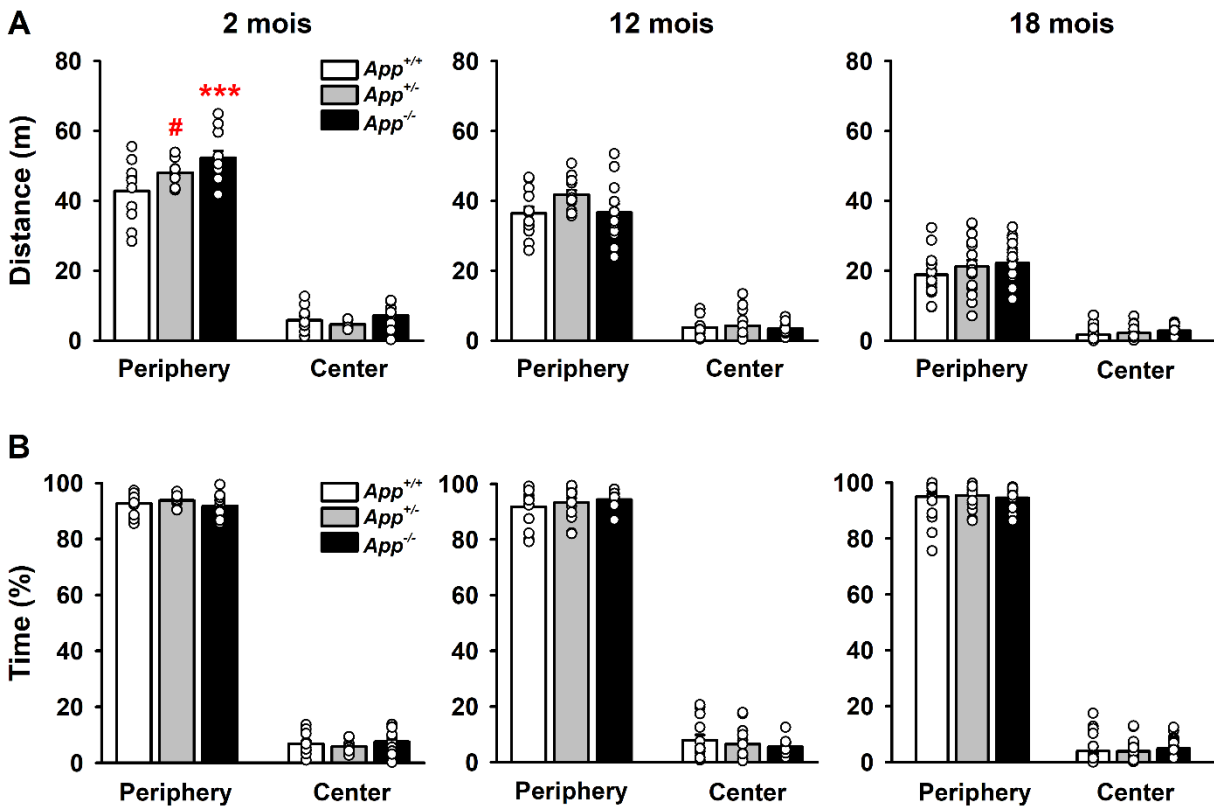 A
2 mois
12 mois
18 mois
Distance (m)
80
60
40
20
0
***
#
App+/+
App+/-
App-/-
Periphery
Center
80
60
40
20
0
Periphery
Center
80
60
40
20
0
Periphery
Center
B
Time (%)
100
80
60
40
20
0
App+/+
App+/-
App-/-
Periphery
Center
100
80
60
40
20
0
Periphery
Center
100
80
60
40
20
0
Periphery
Center